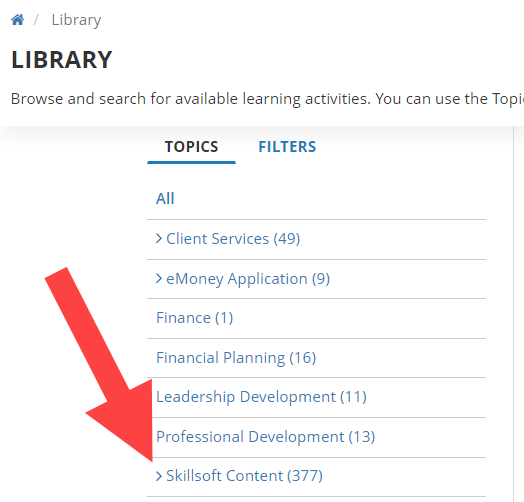 / Library
LIBRARY
Browse and search for available learning activities. You can use the Topi
TOPICS FILTERS
All
> Client Services (49)
> eMoney Application (9)
Finance (1)
Financial Planning (16)
Leadership Development (11)
Professional Development (13)
> Skillsoft Content (377)